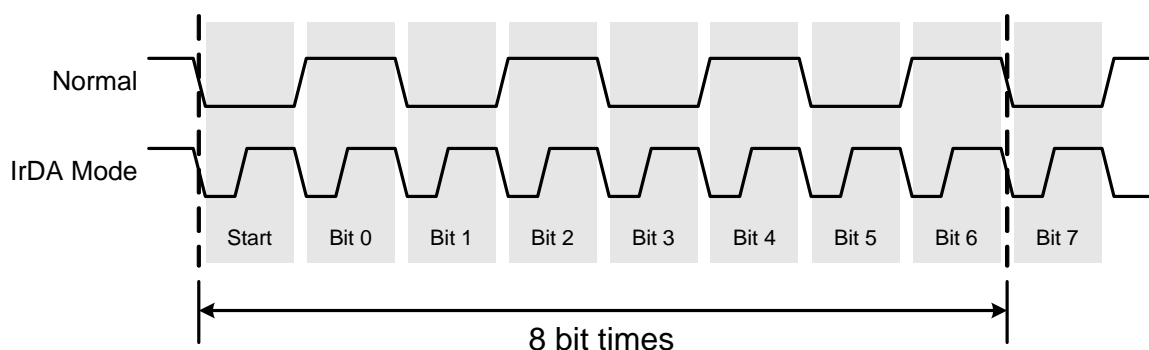 Normal
IrDA Mode
Start Bit 0 Bit 1 Bit 2 Bit 3 Bit 4 Bit 5 Bit 6 Bit 7
8 bit times